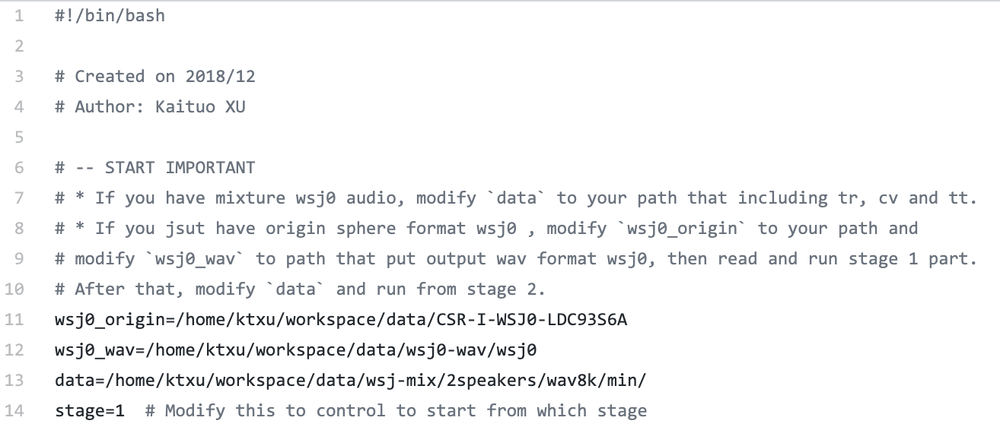 1 #!/bin/bash
2
3 # Created on 2018/12
4 # Author: Kaituo XU
5
6 # -- START IMPORTANT
7 # * If you have mixture wsj0 audio, modify `data` to your path that including tr, cv and tt.
8 # * If you jsut have origin sphere format wsj0 , modify `wsj0_origin` to your path and
9 # modify `wsj0_wav` to path that put output wav format wsj0, then read and run stage 1 part.
10 # After that, modify `data` and run from stage 2.
11 wsj0_origin=/home/ktxu/workspace/data/CSR-I-WSJ0-LDC93S6A
12 wsj0_wav=/home/ktxu/workspace/data/wsj0-wav/wsj0
13 data=/home/ktxu/workspace/data/wsj-mix/2speakers/wav8k/min/
14 stage=1  # Modify this to control to start from which stage